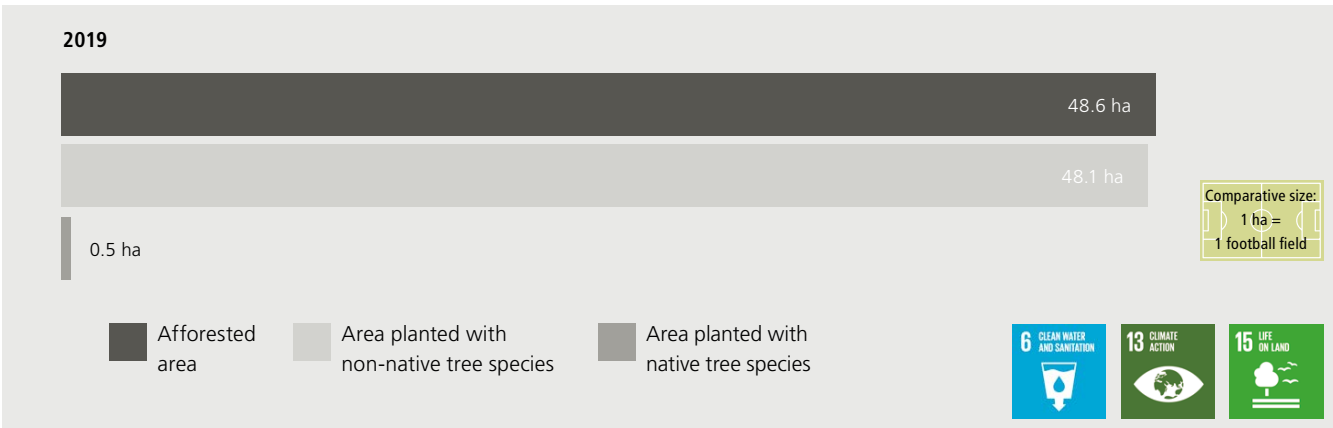 2019
48.6 ha
48.1 ha
0.5 ha
Comparative size:
1 ha =
1 football field
Afforested
area
Area planted with
non-native tree species
Area planted with
native tree species
6 CLEAN WATER
AND SANITATION
13 CLIMATE
ACTION
15 LIFE
ON LAND